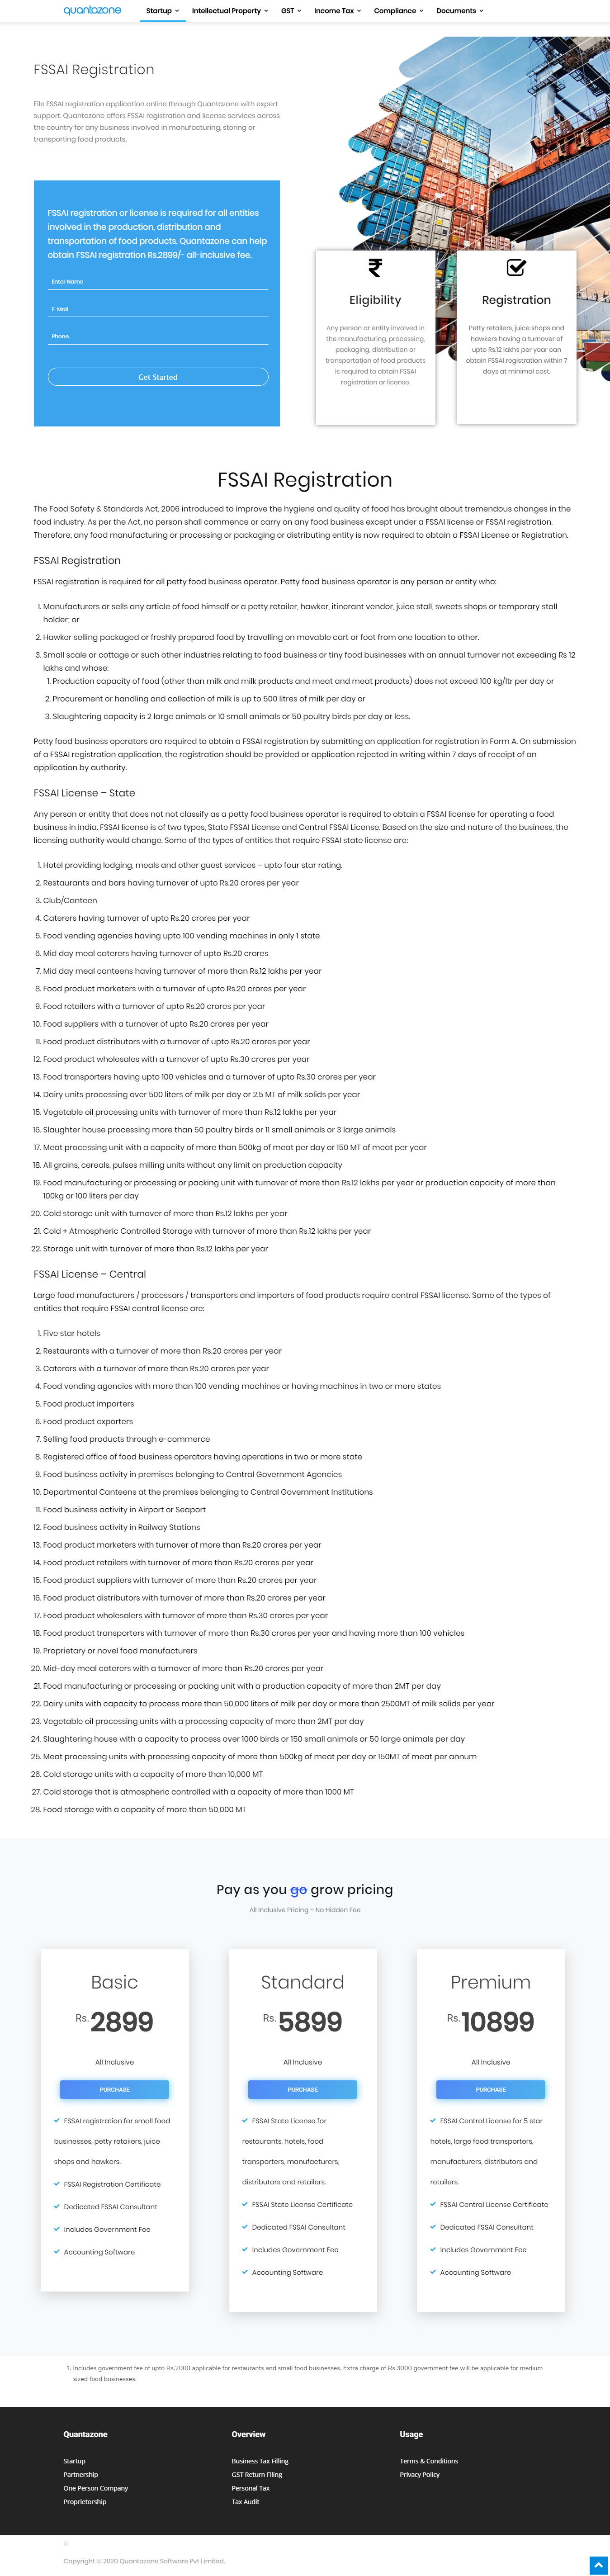 quantazone
Startup
Intellectual Property
GST
Income Tax
Compliance
Documents
FSSAI Registration
File FSSAI registration application online through Quantazone with expert
support. Quantazone offers FSSAI registration and license services across
the country for any business involved in manufacturing, storing or
transporting food products.
FSSAI registration or license is required for all entities
involved in the production, distribution and
transportation of food products. Quantazone can help
obtain FSSAI registration Rs.2899/- all-inclusive fee.
Enter Name
E-Mail
Phone
Get Started
Eligibility
Any person or entity involved in
the manufacturing, processing,
packaging, distribution or
transportation of food products
is required to obtain FSSAI
registration or license.
Registration
Petty retailers, juice shops and
hawkers having a turnover of
upto Rs.12 lakhs per year can
obtain FSSAI registration within 7
days at minimal cost.
FSSAI Registration
The Food Safety & Standards Act, 2006 introduced to improve the hygiene and quality of food has brought about tremendous changes in the
food industry. As per the Act, no person shall commence or carry on any food business except under a FSSAI license or FSSAI registration.
Therefore, any food manufacturing or processing or packaging or distributing entity is now required to obtain a FSSAI License or Registration.
FSSAI Registration
FSSAI registration is required for all petty food business operator. Petty food business operator is any person or entity who:
1. Manufacturers or sells any article of food himself or a petty retailer, hawker, itinerant vendor, juice stall, sweets shops or temporary stall
holder; or
2. Hawker selling packaged or freshly prepared food by travelling on movable cart or foot from one location to other.
3. Small scale or cottage or such other industries relating to food business or tiny food businesses with an annual turnover not exceeding Rs 12
lakhs and whose:
1. Production capacity of food (other than milk and milk products and meat and meat products) does not exceed 100 kg/ltr per day or
2. Procurement or handling and collection of milk is up to 500 litres of milk per day or
3. Slaughtering capacity is 2 large animals or 10 small animals or 50 poultry birds per day or less.
Petty food business operators are required to obtain a FSSAI registration by submitting an application for registration in Form A. On submission
of a FSSAI registration application, the registration should be provided or application rejected in writing within 7 days of receipt of an
application by authority.
FSSAI License – State
Any person or entity that does not not classify as a petty food business operator is required to obtain a FSSAI license for operating a food
business in India. FSSAI license is of two types, State FSSAI License and Central FSSAI License. Based on the size and nature of the business, the
licensing authority would change. Some of the types of entities that require FSSAI state license are:
1. Hotel providing lodging, meals and other guest services – upto four star rating.
2. Restaurants and bars having turnover of upto Rs.20 crores per year
3. Club/Canteen
4. Caterers having turnover of upto Rs.20 crores per year
5. Food vending agencies having upto 100 vending machines in only 1 state
6. Mid day meal caterers having turnover of upto Rs.20 crores
7. Mid day meal canteens having turnover of more than Rs.12 lakhs per year
8. Food product marketers with a turnover of upto Rs.20 crores per year
9. Food retailers with a turnover of upto Rs.20 crores per year
10. Food suppliers with a turnover of upto Rs.20 crores per year
11. Food product distributors with a turnover of upto Rs.20 crores per year
12. Food product wholesales with a turnover of upto Rs.30 crores per year
13. Food transporters having upto 100 vehicles and a turnover of upto Rs.30 crores per year
14. Dairy units processing over 500 liters of milk per day or 2.5 MT of milk solids per year
15. Vegetable oil processing units with turnover of more than Rs.12 lakhs per year
16. Slaughter house processing more than 50 poultry birds or 11 small animals or 3 large animals
17. Meat processing unit with a capacity of more than 500kg of meat per day or 150 MT of meat per year
18. All grains, cereals, pulses milling units without any limit on production capacity
19. Food manufacturing or processing or packing unit with turnover of more than Rs.12 lakhs per year or production capacity of more than
100kg or 100 liters per day
20. Cold storage unit with turnover of more than Rs.12 lakhs per year
21. Cold + Atmospheric Controlled Storage with turnover of more than Rs.12 lakhs per year
22. Storage unit with turnover of more than Rs.12 lakhs per year
FSSAI License – Central
Large food manufacturers / processors / transporters and importers of food products require central FSSAI license. Some of the types of
entities that require FSSAI central license are:
1. Five star hotels
2. Restaurants with a turnover of more than Rs.20 crores per year
3. Caterers with a turnover of more than Rs.20 crores per year
4. Food vending agencies with more than 100 vending machines or having machines in two or more states
5. Food product importers
6. Food product exporters
7. Selling food products through e-commerce
8. Registered office of food business operators having operations in two or more state
9. Food business activity in premises belonging to Central Government Agencies
10. Departmental Canteens at the premises belonging to Central Government Institutions
11. Food business activity in Airport or Seaport
12. Food business activity in Railway Stations
13. Food product marketers with turnover of more than Rs.20 crores per year
14. Food product retailers with turnover of more than Rs.20 crores per year
15. Food product suppliers with turnover of more than Rs.20 crores per year
16. Food product distributors with turnover of more than Rs.20 crores per year
17. Food product wholesalers with turnover of more than Rs.30 crores per year
18. Food product transporters with turnover of more than Rs.30 crores per year and having more than 100 vehicles
19. Proprietary or novel food manufacturers
20. Mid-day meal caterers with a turnover of more than Rs.20 crores per year
21. Food manufacturing or processing or packing unit with a production capacity of more than 2MT per day
22. Dairy units with capacity to process more than 50,000 liters of milk per day or more than 2500MT of milk solids per year
23. Vegetable oil processing units with a processing capacity of more than 2MT per day
24. Slaughtering house with a capacity to process over 1000 birds or 150 small animals or 50 large animals per day
25. Meat processing units with processing capacity of more than 500kg of meat per day or 150MT of meat per annum
26. Cold storage units with a capacity of more than 10,000 MT
27. Cold storage that is atmospheric controlled with a capacity of more than 1000 MT
28. Food storage with a capacity of more than 50,000 MT
Pay as you go grow pricing
All Inclusive Pricing - No Hidden Fee
Basic
Rs. 2899
All Inclusive
PURCHASE
FSSAI registration for small food
businesses, petty retailers, juice
shops and hawkers.
FSSAI Registration Certificate
Dedicated FSSAI Consultant
Includes Government Fee
Accounting Software
Standard
Rs. 5899
All Inclusive
PURCHASE
FSSAI State License for
restaurants, hotels, food
transporters, manufacturers,
distributors and retailers.
FSSAI State License Certificate
Dedicated FSSAI Consultant
Includes Government Fee
Accounting Software
Premium
Rs. 10899
All Inclusive
PURCHASE
FSSAI Central License for 5 star
hotels, large food transporters,
manufacturers, distributors and
retailers.
FSSAI Central License Certificate
Dedicated FSSAI Consultant
Includes Government Fee
Accounting Software
1. Includes government fee of upto Rs.2000 applicable for restaurants and small food businesses. Extra charge of Rs.3000 government fee will be applicable for medium
sized food businesses.
Quantazone
Startup
Partnership
One Person Company
Proprietorship
Overview
Business Tax Filling
GST Return Filing
Personal Tax
Tax Audit
Usage
Terms & Conditions
Privacy Policy
Copyright © 2020 Quantazone Software Pvt Limited.